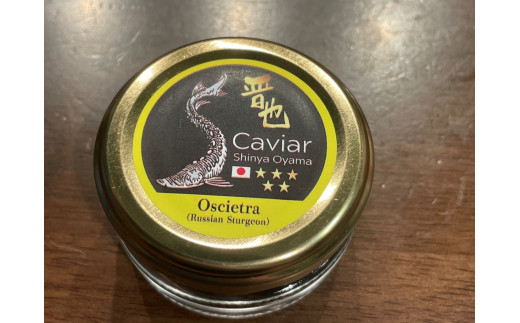 晋也
Caviar
Shinya Oyama
Oscietra
(Russian Sturgeon)